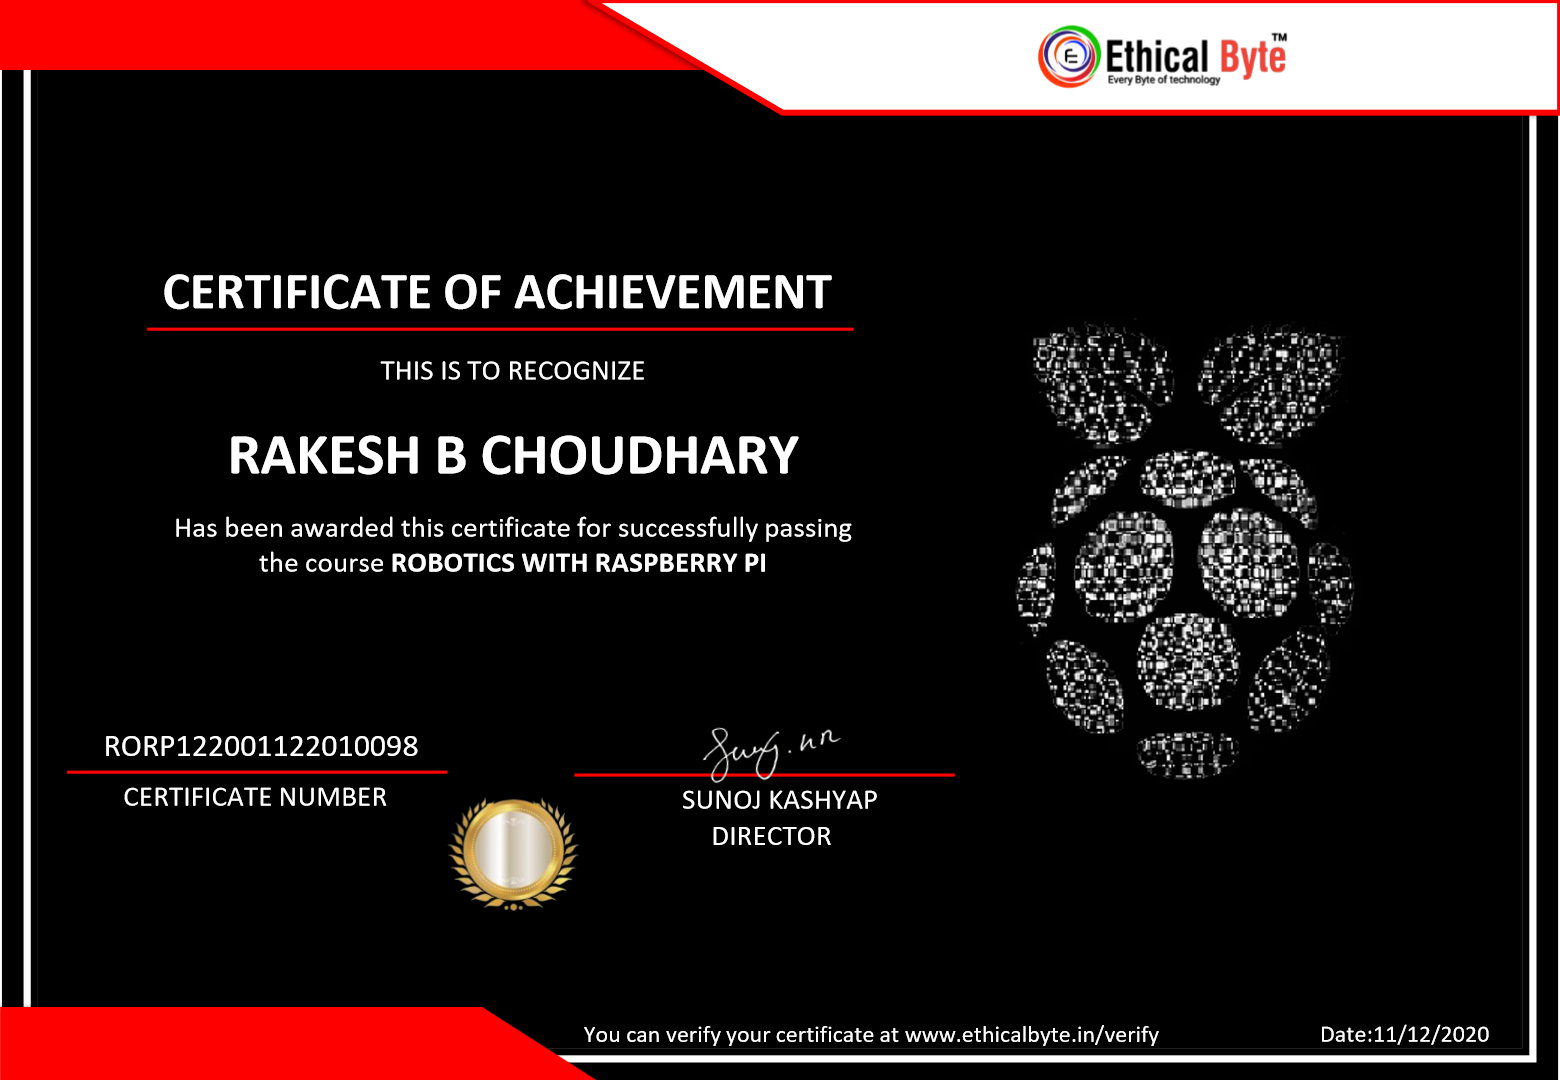 Ethical Byte™
Every Byte of technology
CERTIFICATE OF ACHIEVEMENT
THIS IS TO RECOGNIZE
RAKESH B CHOUDHARY
Has been awarded this certificate for successfully passing
the course ROBOTICS WITH RASPBERRY PI
RORP122001122010098
CERTIFICATE NUMBER
SUNOJ KASHYAP
DIRECTOR
You can verify your certificate at www.ethicalbyte.in/verify
Date:11/12/2020